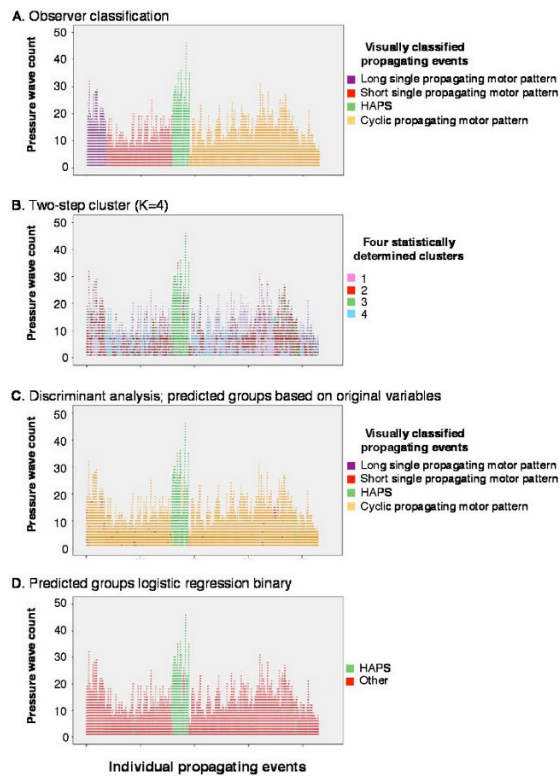 A. Observer classification
Pressure wave count
50
40
30
20
10
0
Visually classified
propagating events
Long single propagating motor pattern
Short single propagating motor pattern
HAPS
Cyclic propagating motor pattern
B. Two-step cluster (K=4)
Pressure wave count
50
40
30
20
10
0
Four statistically
determined clusters
1
2
3
4
C. Discriminant analysis; predicted groups based on original variables
Pressure wave count
50
40
30
20
10
0
Visually classified
propagating events
Long single propagating motor pattern
Short single propagating motor pattern
HAPS
Cyclic propagating motor pattern
D. Predicted groups logistic regression binary
Pressure wave count
50
40
30
20
10
0
HAPS
Other
Individual propagating events